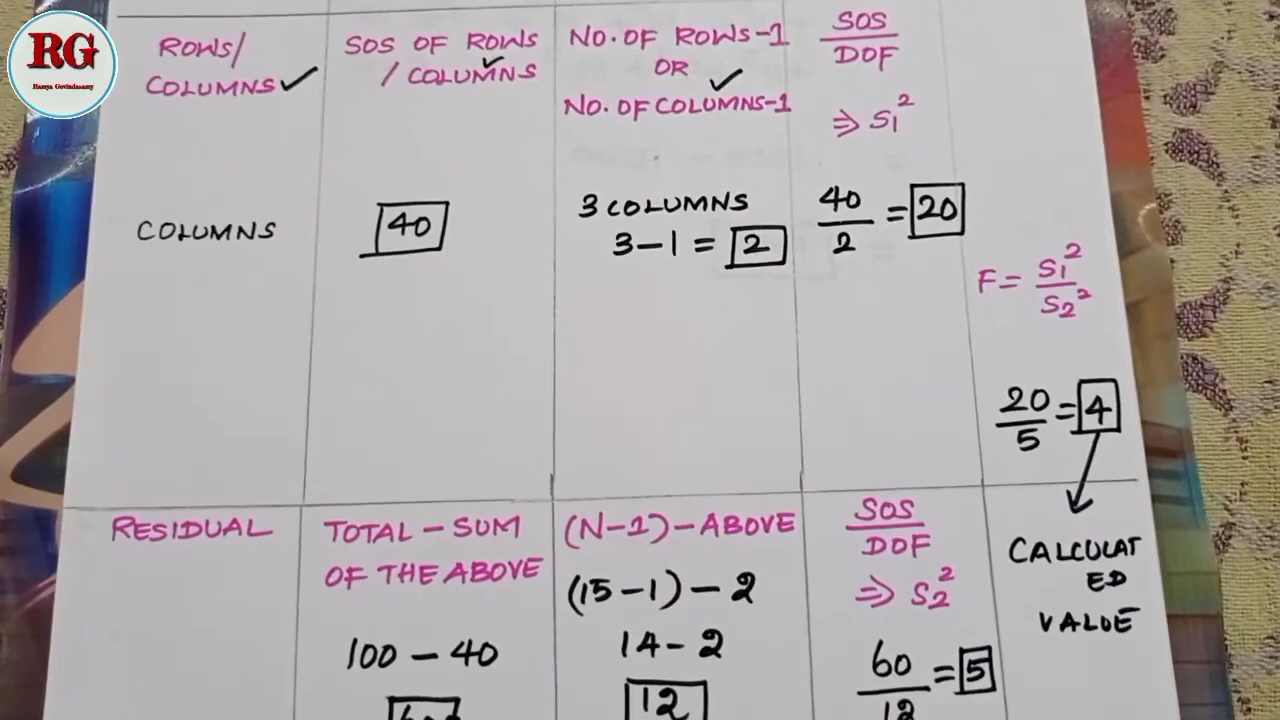 RG
Ramya Govindasamy
ROWS/
COLUMNS ✓
SOS OF ROWS
/ COLUMNS ✓
NO. OF ROWS-1
OR ✓
NO. OF COLUMNS-1
SOS
DOF
⇒ S₁²
COLUMNS
40
3 COLUMNS
3-1 = 2
40/2 = 20
F = S₁²/S₂²
20/5 = 4
CALCULAT
ED
VALUE
RESIDUAL
TOTAL - SUM
OF THE ABOVE
100 - 40
(N-1) - ABOVE
(15-1) - 2
14 - 2
12
SOS
DOF
⇒ S₂²
60/12 = 5